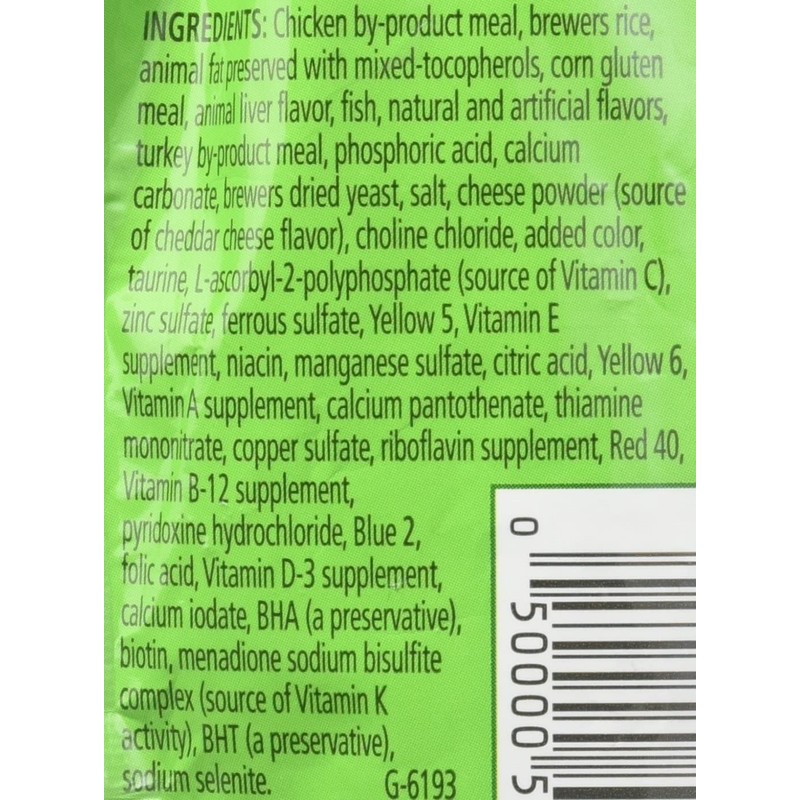 INGREDIENTS: Chicken by-product meal, brewers rice,
animal fat preserved with mixed-tocopherols, corn gluten
meal, animal liver flavor, fish, natural and artificial flavors,
turkey by-product meal, phosphoric acid, calcium
carbonate, brewers dried yeast, salt, cheese powder (source
of cheddar cheese flavor), choline chloride, added color,
taurine, L-ascorbyl-2-polyphosphate (source of Vitamin C),
zinc sulfate, ferrous sulfate, Yellow 5, Vitamin E
supplement, niacin, manganese sulfate, citric acid, Yellow 6,
Vitamin A supplement, calcium pantothenate, thiamine
mononitrate, copper sulfate, riboflavin supplement, Red 40,
Vitamin B-12 supplement,
pyridoxine hydrochloride, Blue 2,
folic acid, Vitamin D-3 supplement,
calcium iodate, BHA (a preservative),
biotin, menadione sodium bisulfite
complex (source of Vitamin K
activity), BHT (a preservative),
sodium selenite. G-6193
0 50000 5